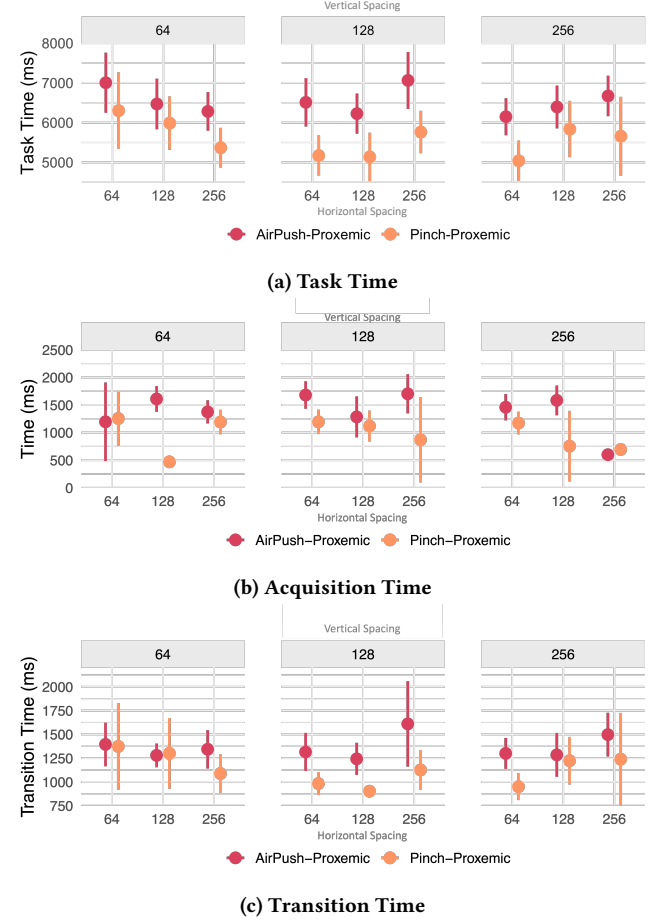 Vertical Spacing
64 128 256
8000
7000
6000
5000
Task Time (ms)
64 128 256 64 128 256 64 128 256
Horizontal Spacing
AirPush-Proxemic Pinch-Proxemic
(a) Task Time
Vertical Spacing
64 128 256
2500
2000
1500
1000
500
0
Time (ms)
64 128 256 64 128 256 64 128 256
Horizontal Spacing
AirPush−Proxemic Pinch−Proxemic
(b) Acquisition Time
Vertical Spacing
64 128 256
2000
1750
1500
1250
1000
750
Transition Time (ms)
64 128 256 64 128 256 64 128 256
Horizontal Spacing
AirPush−Proxemic Pinch−Proxemic
(c) Transition Time